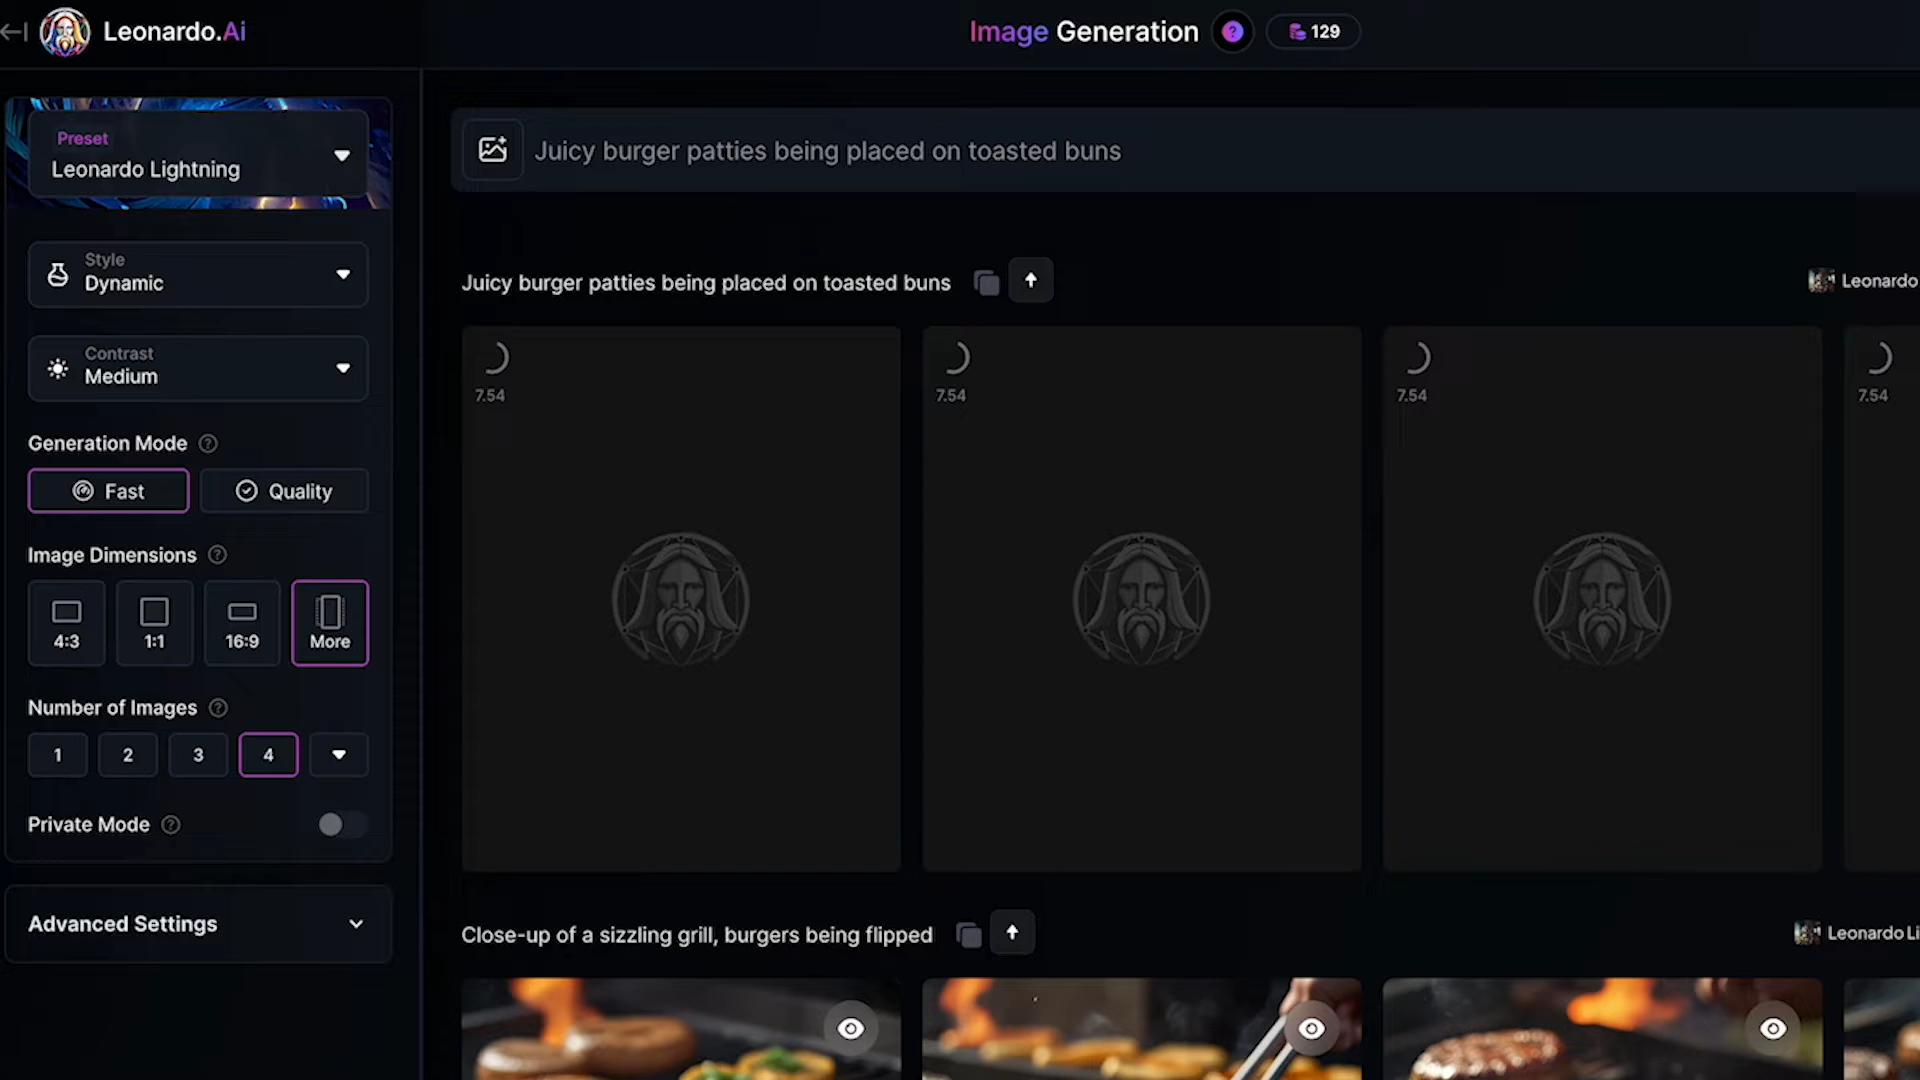 Leonardo.Ai
Image Generation
?
129
Preset
Leonardo Lightning
Juicy burger patties being placed on toasted buns
Style
Dynamic
Juicy burger patties being placed on toasted buns
Leonardo
Contrast
Medium
7.54
7.54
7.54
7.54
Generation Mode ?
Fast
Quality
Image Dimensions ?
4:3
1:1
16:9
More
Number of Images ?
1
2
3
4
Private Mode ?
Advanced Settings
Close-up of a sizzling grill, burgers being flipped
Leonardo Li